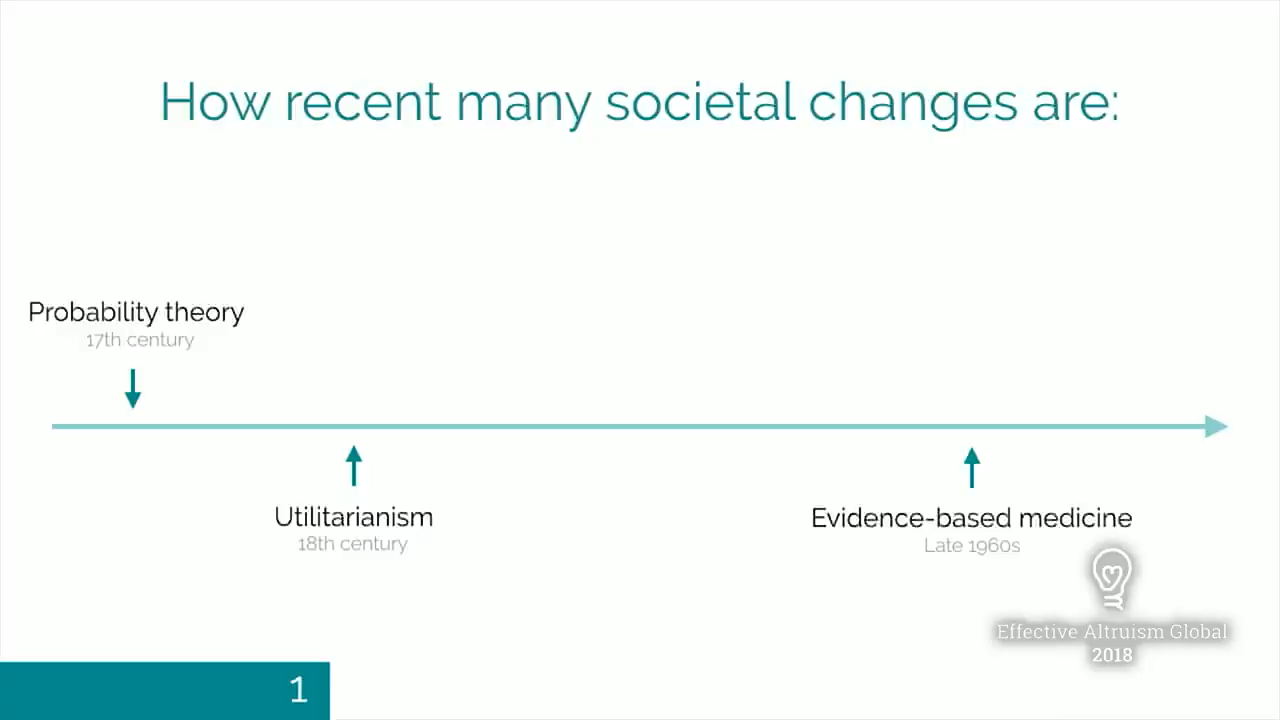 How recent many societal changes are:
Probability theory
17th century
Utilitarianism
18th century
Evidence-based medicine
Late 1960s
Effective Altruism Global
2018
1